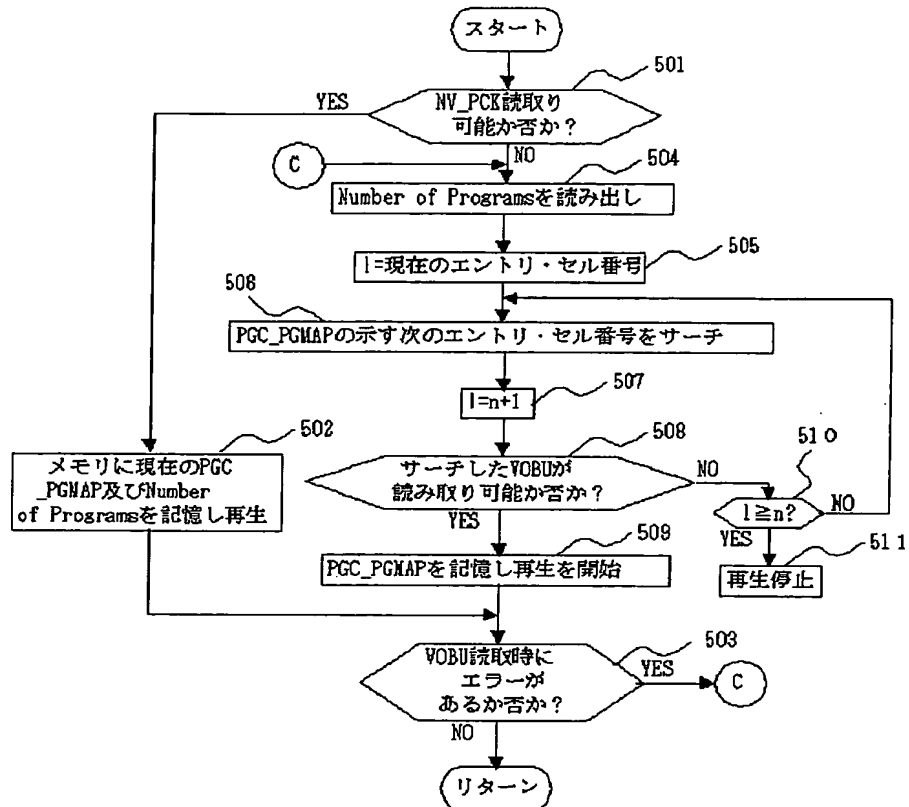 スタート
501
NV_PCK読取り
可能か否か?
YES
NO
C
504
Number of Programsを読み出し
505
I=現在のエントリ・セル番号
506
PGC_PGMAPの示す次のエントリ・セル番号をサーチ
507
I=n+1
502
メモリに現在のPGC
_PGMAP及びNumber
of Programsを記憶し再生
508
サーチしたVOBUが
読み取り可能か否か?
NO
YES
510
I≧n?
NO
YES
511
再生停止
509
PGC_PGMAPを記憶し再生を開始
503
VOBU読取時に
エラーが
あるか否か?
YES
C
NO
リターン